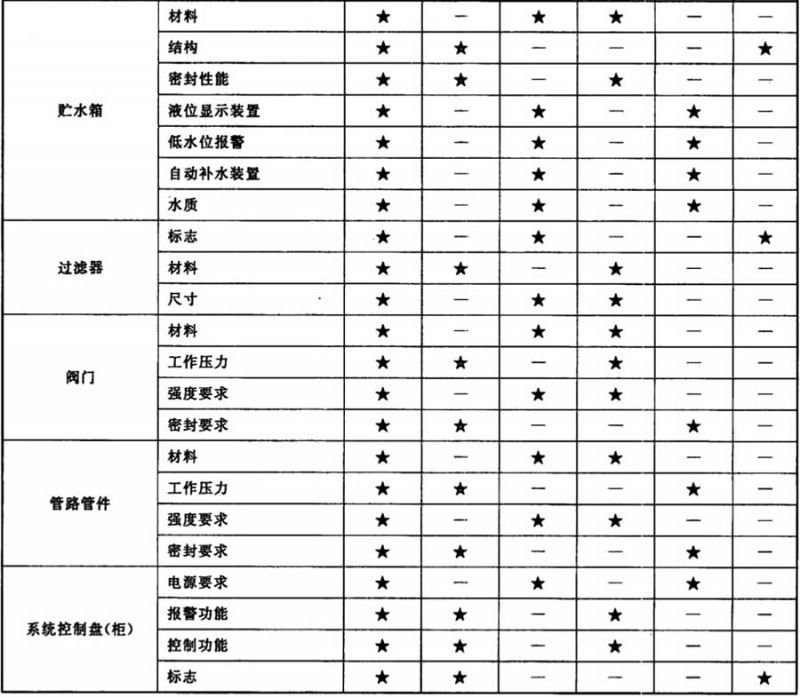 贮水箱
材料 ★ — ★ ★ — —
结构 ★ ★ — — — ★
密封性能 ★ ★ — ★ — —
液位显示装置 ★ — ★ — ★ —
低水位报警 ★ — ★ — ★ —
自动补水装置 ★ — ★ — ★ —
水质 ★ — ★ — ★ —
过滤器
标志 ★ — ★ — — ★
材料 ★ ★ — ★ — —
尺寸 ★ — ★ ★ — —
阀门
材料 ★ — ★ ★ — —
工作压力 ★ ★ — ★ — —
强度要求 ★ — ★ ★ — —
密封要求 ★ ★ — — ★ —
管路管件
材料 ★ — ★ ★ — —
工作压力 ★ ★ — — ★ —
强度要求 ★ — ★ ★ — —
密封要求 ★ ★ — — ★ —
系统控制盘(柜)
电源要求 ★ — ★ — ★ —
报警功能 ★ ★ — ★ — —
控制功能 ★ ★ — ★ — —
标志 ★ ★ — — — ★